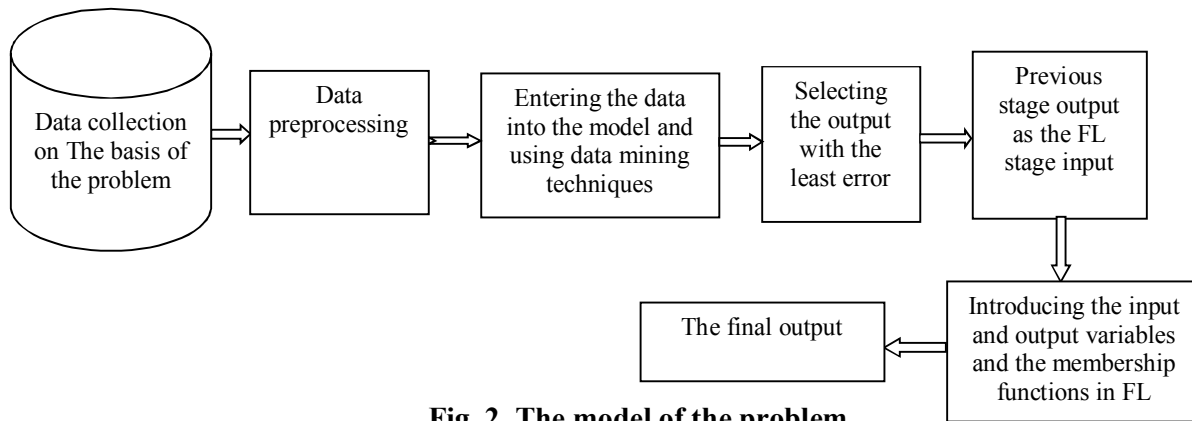 Data collection
on The basis of
the problem
Data
preprocessing
Entering the data
into the model and
using data mining
techniques
Selecting
the output
with the
least error
Previous
stage output
as the FL
stage input
Introducing the input
and output variables
and the membership
functions in FL
The final output
Fig. 2. The model of the problem